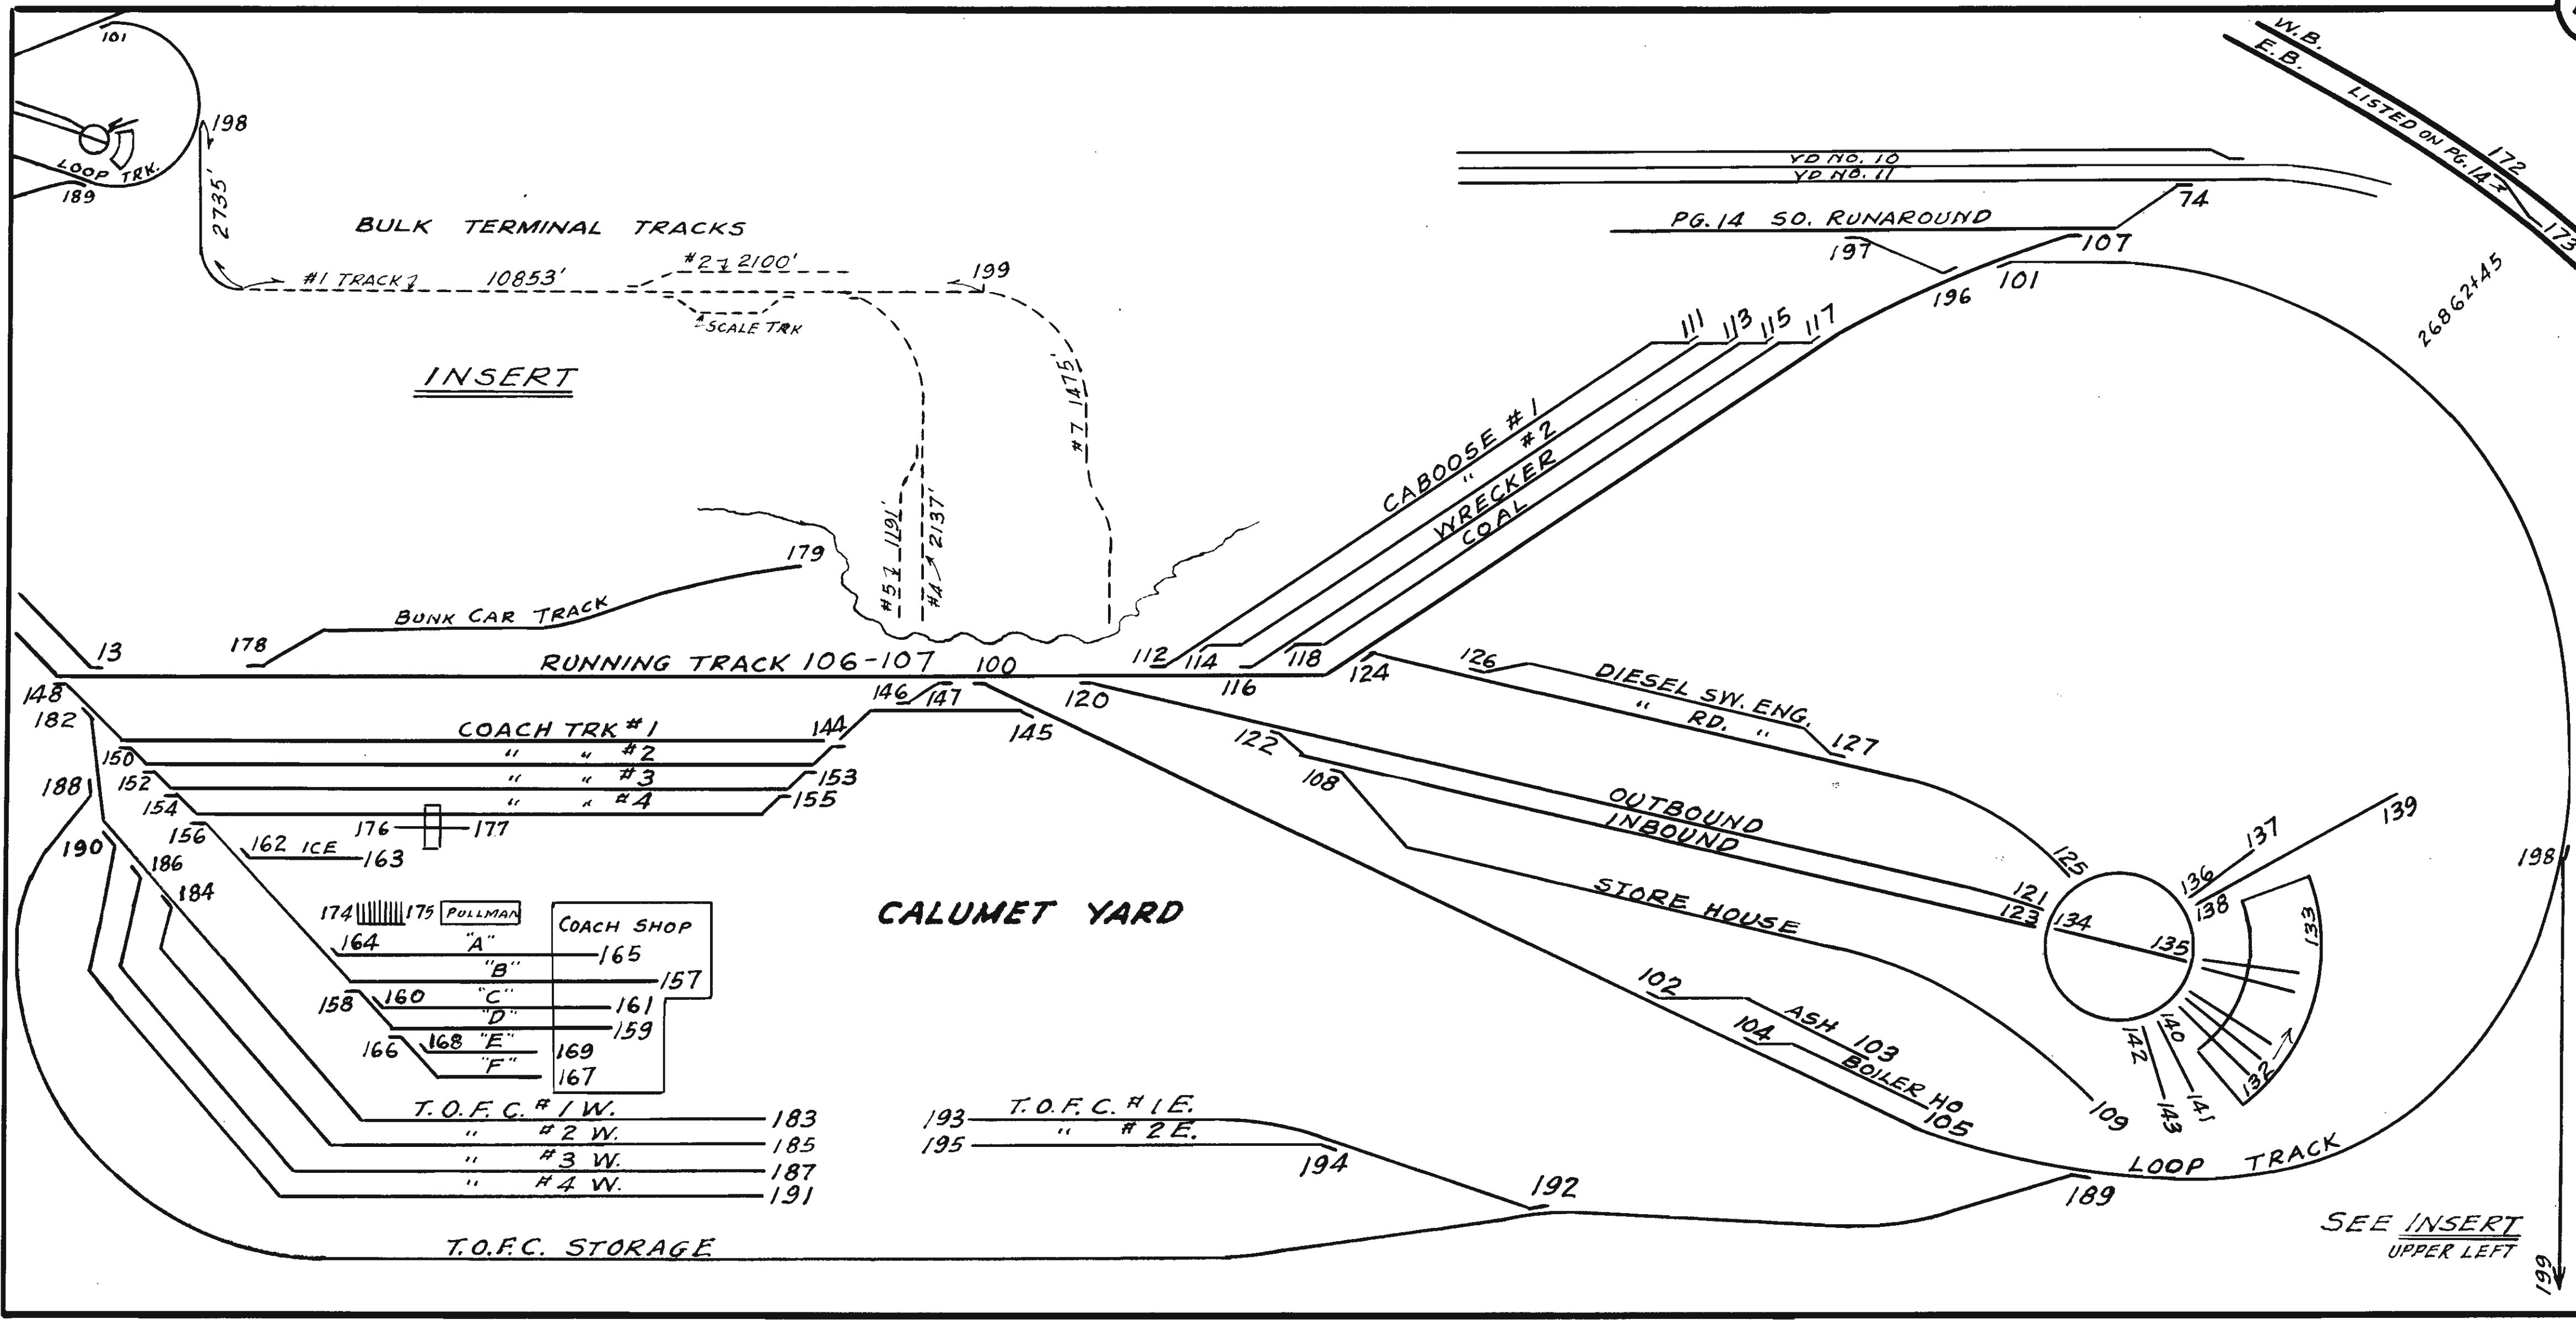 101
198
LOOP TRK.
189
2735'
BULK TERMINAL TRACKS
#1 TRACK
10853'
#2 2100'
199
SCALE TRK
INSERT
#5 1191'
#4 2137'
#7 1475'
W.B.
E.B.
LISTED ON PG. 143
172
173
26862+45
YD NO. 10
YD NO. 11
74
PG. 14 SO. RUNAROUND
197
107
196
101
111
113
115
117
CABOOSE #1
" #2
WRECKER
COAL
179
BUNK CAR TRACK
178
13
RUNNING TRACK 106-107
100
112
114
118
116
124
126
DIESEL SW. ENG.
" RD. "
127
148
182
146
147
120
145
COACH TRK #1
144
150
" " #2
152
" " #3
153
154
" " #4
155
156
176
177
188
190
186
184
162 ICE
163
122
108
OUTBOUND
INBOUND
STORE HOUSE
125
121
123
134
135
136
137
138
139
133
198
174
175
PULLMAN
COACH SHOP
CALUMET YARD
164
"A"
165
"B"
157
158
160
"C"
161
"D"
159
166
168
"E"
169
"F"
167
102
ASH
103
104
BOILER HO
105
109
142
140
143
141
132
T.O.F.C. #1 W.
183
" #2 W.
185
" #3 W.
187
" #4 W.
191
193
T.O.F.C. #1 E.
195
" #2 E.
194
192
189
LOOP TRACK
T.O.F.C. STORAGE
SEE INSERT
UPPER LEFT
199